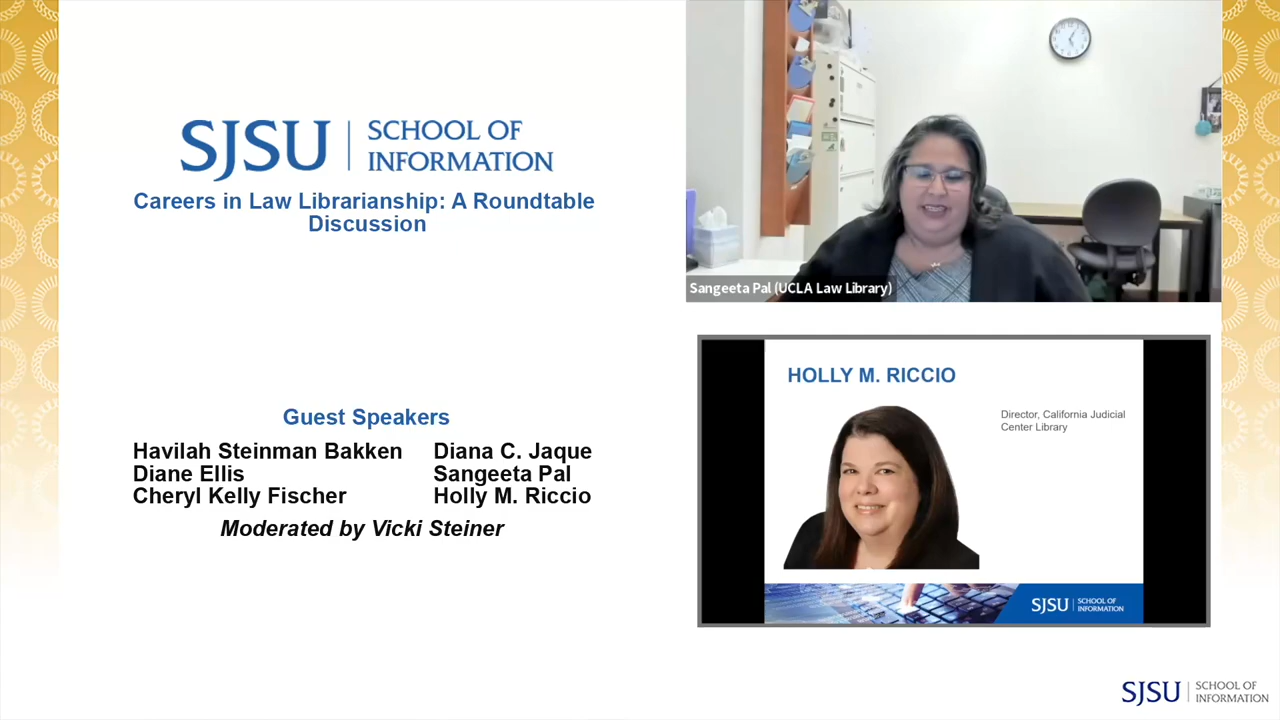 SJSU | SCHOOL OF
INFORMATION
Careers in Law Librarianship: A Roundtable
Discussion
Guest Speakers
Havilah Steinman Bakken
Diane Ellis
Cheryl Kelly Fischer
Diana C. Jaque
Sangeeta Pal
Holly M. Riccio
Moderated by Vicki Steiner
Sangeeta Pal (UCLA Law Library)
HOLLY M. RICCIO
Director, California Judicial
Center Library
SJSU | SCHOOL OF
INFORMATION
SJSU | SCHOOL OF
INFORMATION